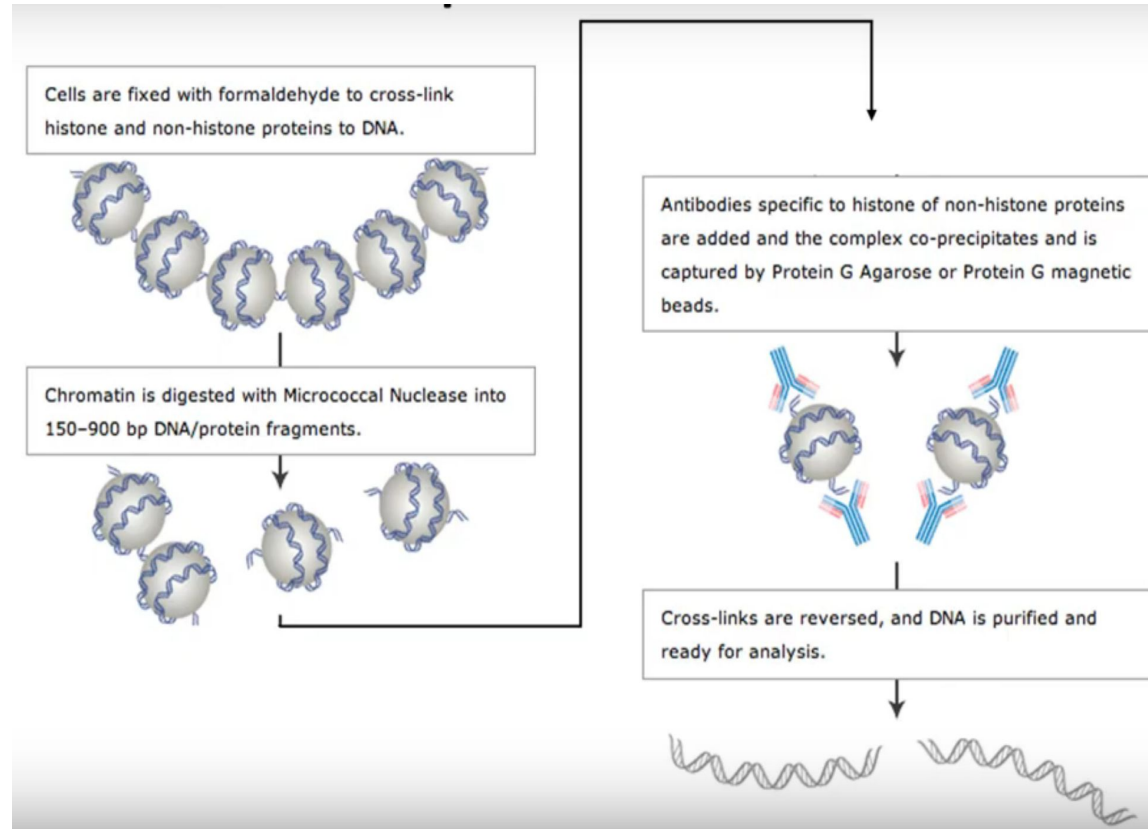 Cells are fixed with formaldehyde to cross-link
histone and non-histone proteins to DNA.
Chromatin is digested with Micrococcal Nuclease into
150–900 bp DNA/protein fragments.
Antibodies specific to histone of non-histone proteins
are added and the complex co-precipitates and is
captured by Protein G Agarose or Protein G magnetic
beads.
Cross-links are reversed, and DNA is purified and
ready for analysis.